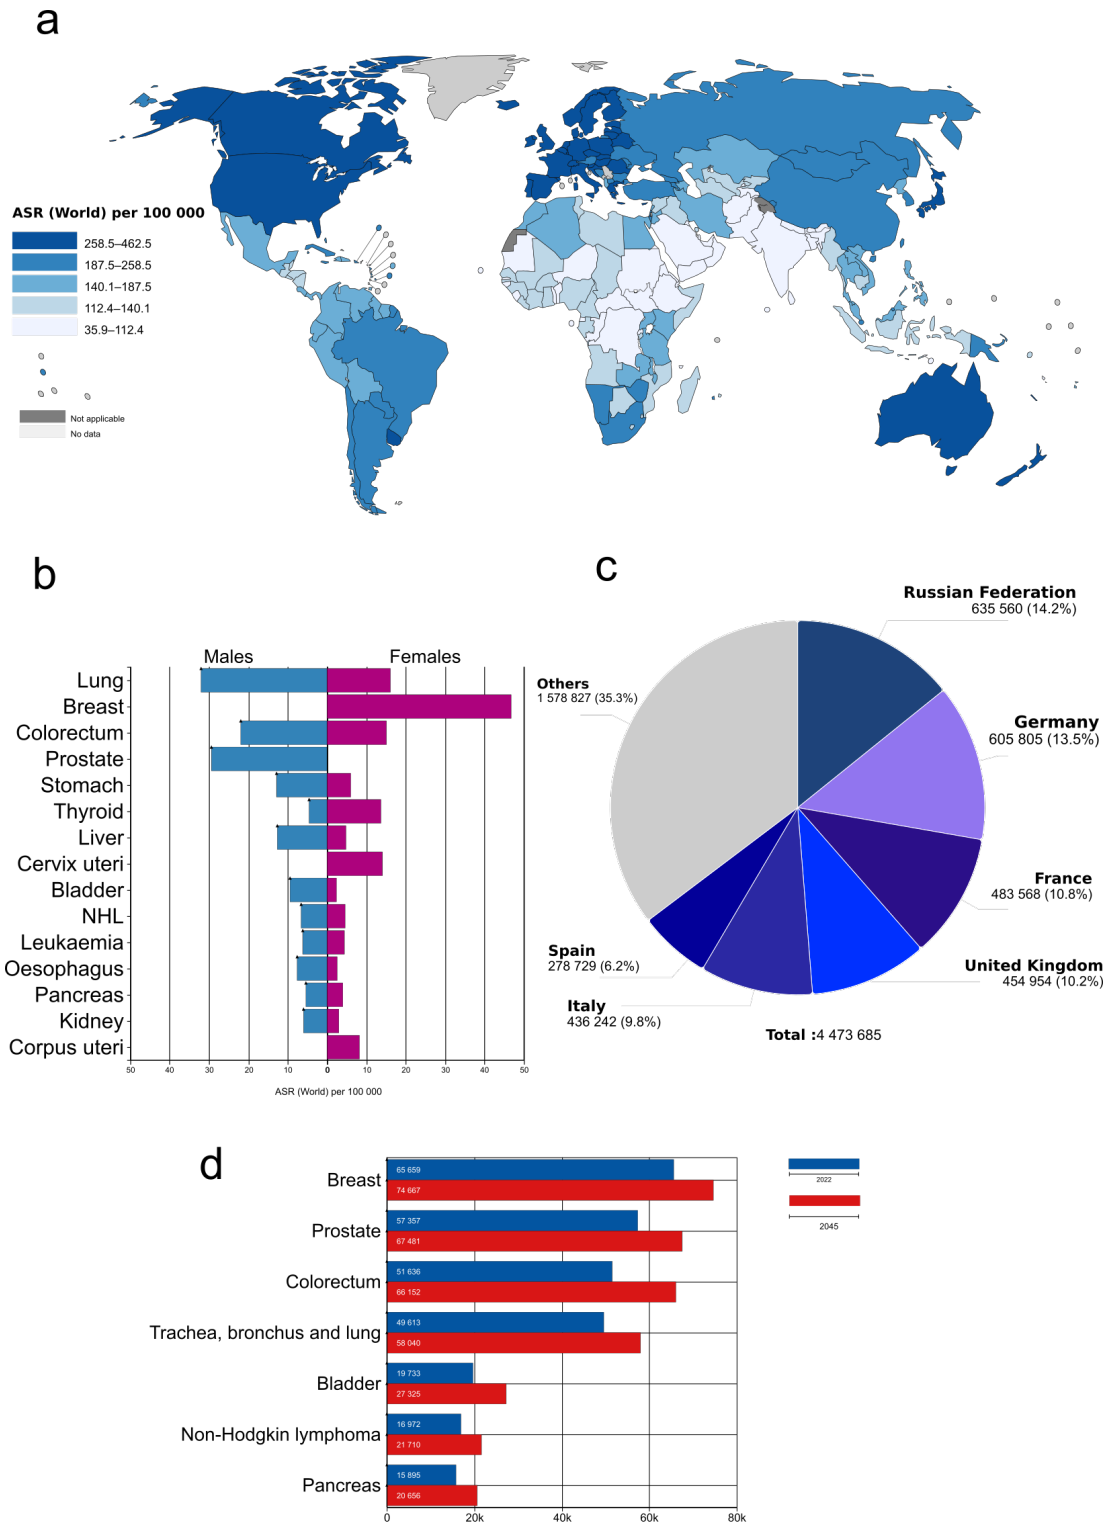 a
ASR (World) per 100 000
258.5–462.5
187.5–258.5
140.1–187.5
112.4–140.1
35.9–112.4
Not applicable
No data
b
Males
Females
Lung
Breast
Colorectum
Prostate
Stomach
Thyroid
Liver
Cervix uteri
Bladder
NHL
Leukaemia
Oesophagus
Pancreas
Kidney
Corpus uteri
50 40 30 20 10 0 10 20 30 40 50
ASR (World) per 100 000
c
Russian Federation
635 560 (14.2%)
Germany
605 805 (13.5%)
France
483 568 (10.8%)
United Kingdom
454 954 (10.2%)
Italy
436 242 (9.8%)
Spain
278 729 (6.2%)
Others
1 578 827 (35.3%)
Total :4 473 685
d
Breast
65 659
74 667
Prostate
57 357
67 481
Colorectum
51 636
66 152
Trachea, bronchus and lung
49 613
58 040
Bladder
19 733
27 325
Non-Hodgkin lymphoma
16 972
21 710
Pancreas
15 895
20 656
0 20k 40k 60k 80k
2022
2045